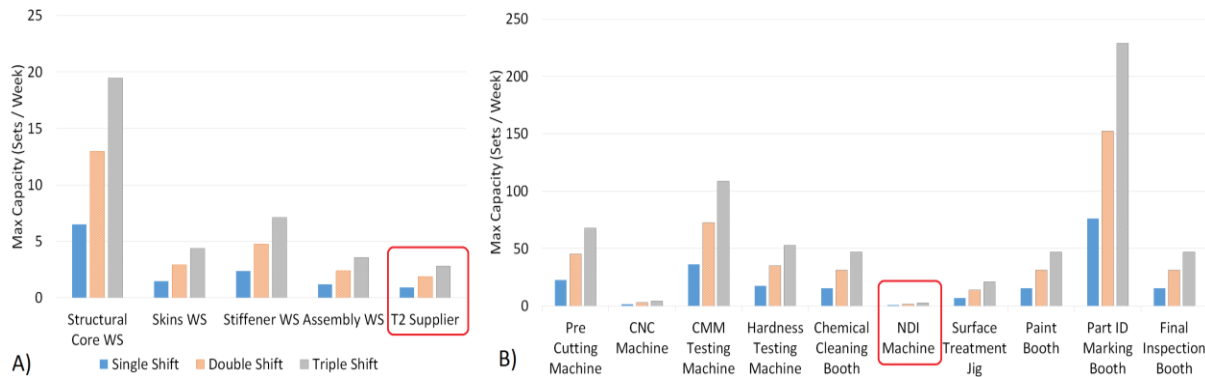 Max Capacity (Sets / Week)
25
20
15
10
5
0
Structural
Core WS
Skins WS
Stiffener WS
Assembly WS
T2 Supplier
A)
Single Shift
Double Shift
Triple Shift
Max Capacity (Sets / Week)
250
200
150
100
50
0
Pre
Cutting
Machine
CNC
Machine
CMM
Testing
Machine
Hardness
Testing
Machine
Chemical
Cleaning
Booth
NDI
Machine
Surface
Treatment
Jig
Paint
Booth
Part ID
Marking
Booth
Final
Inspection
Booth
B)